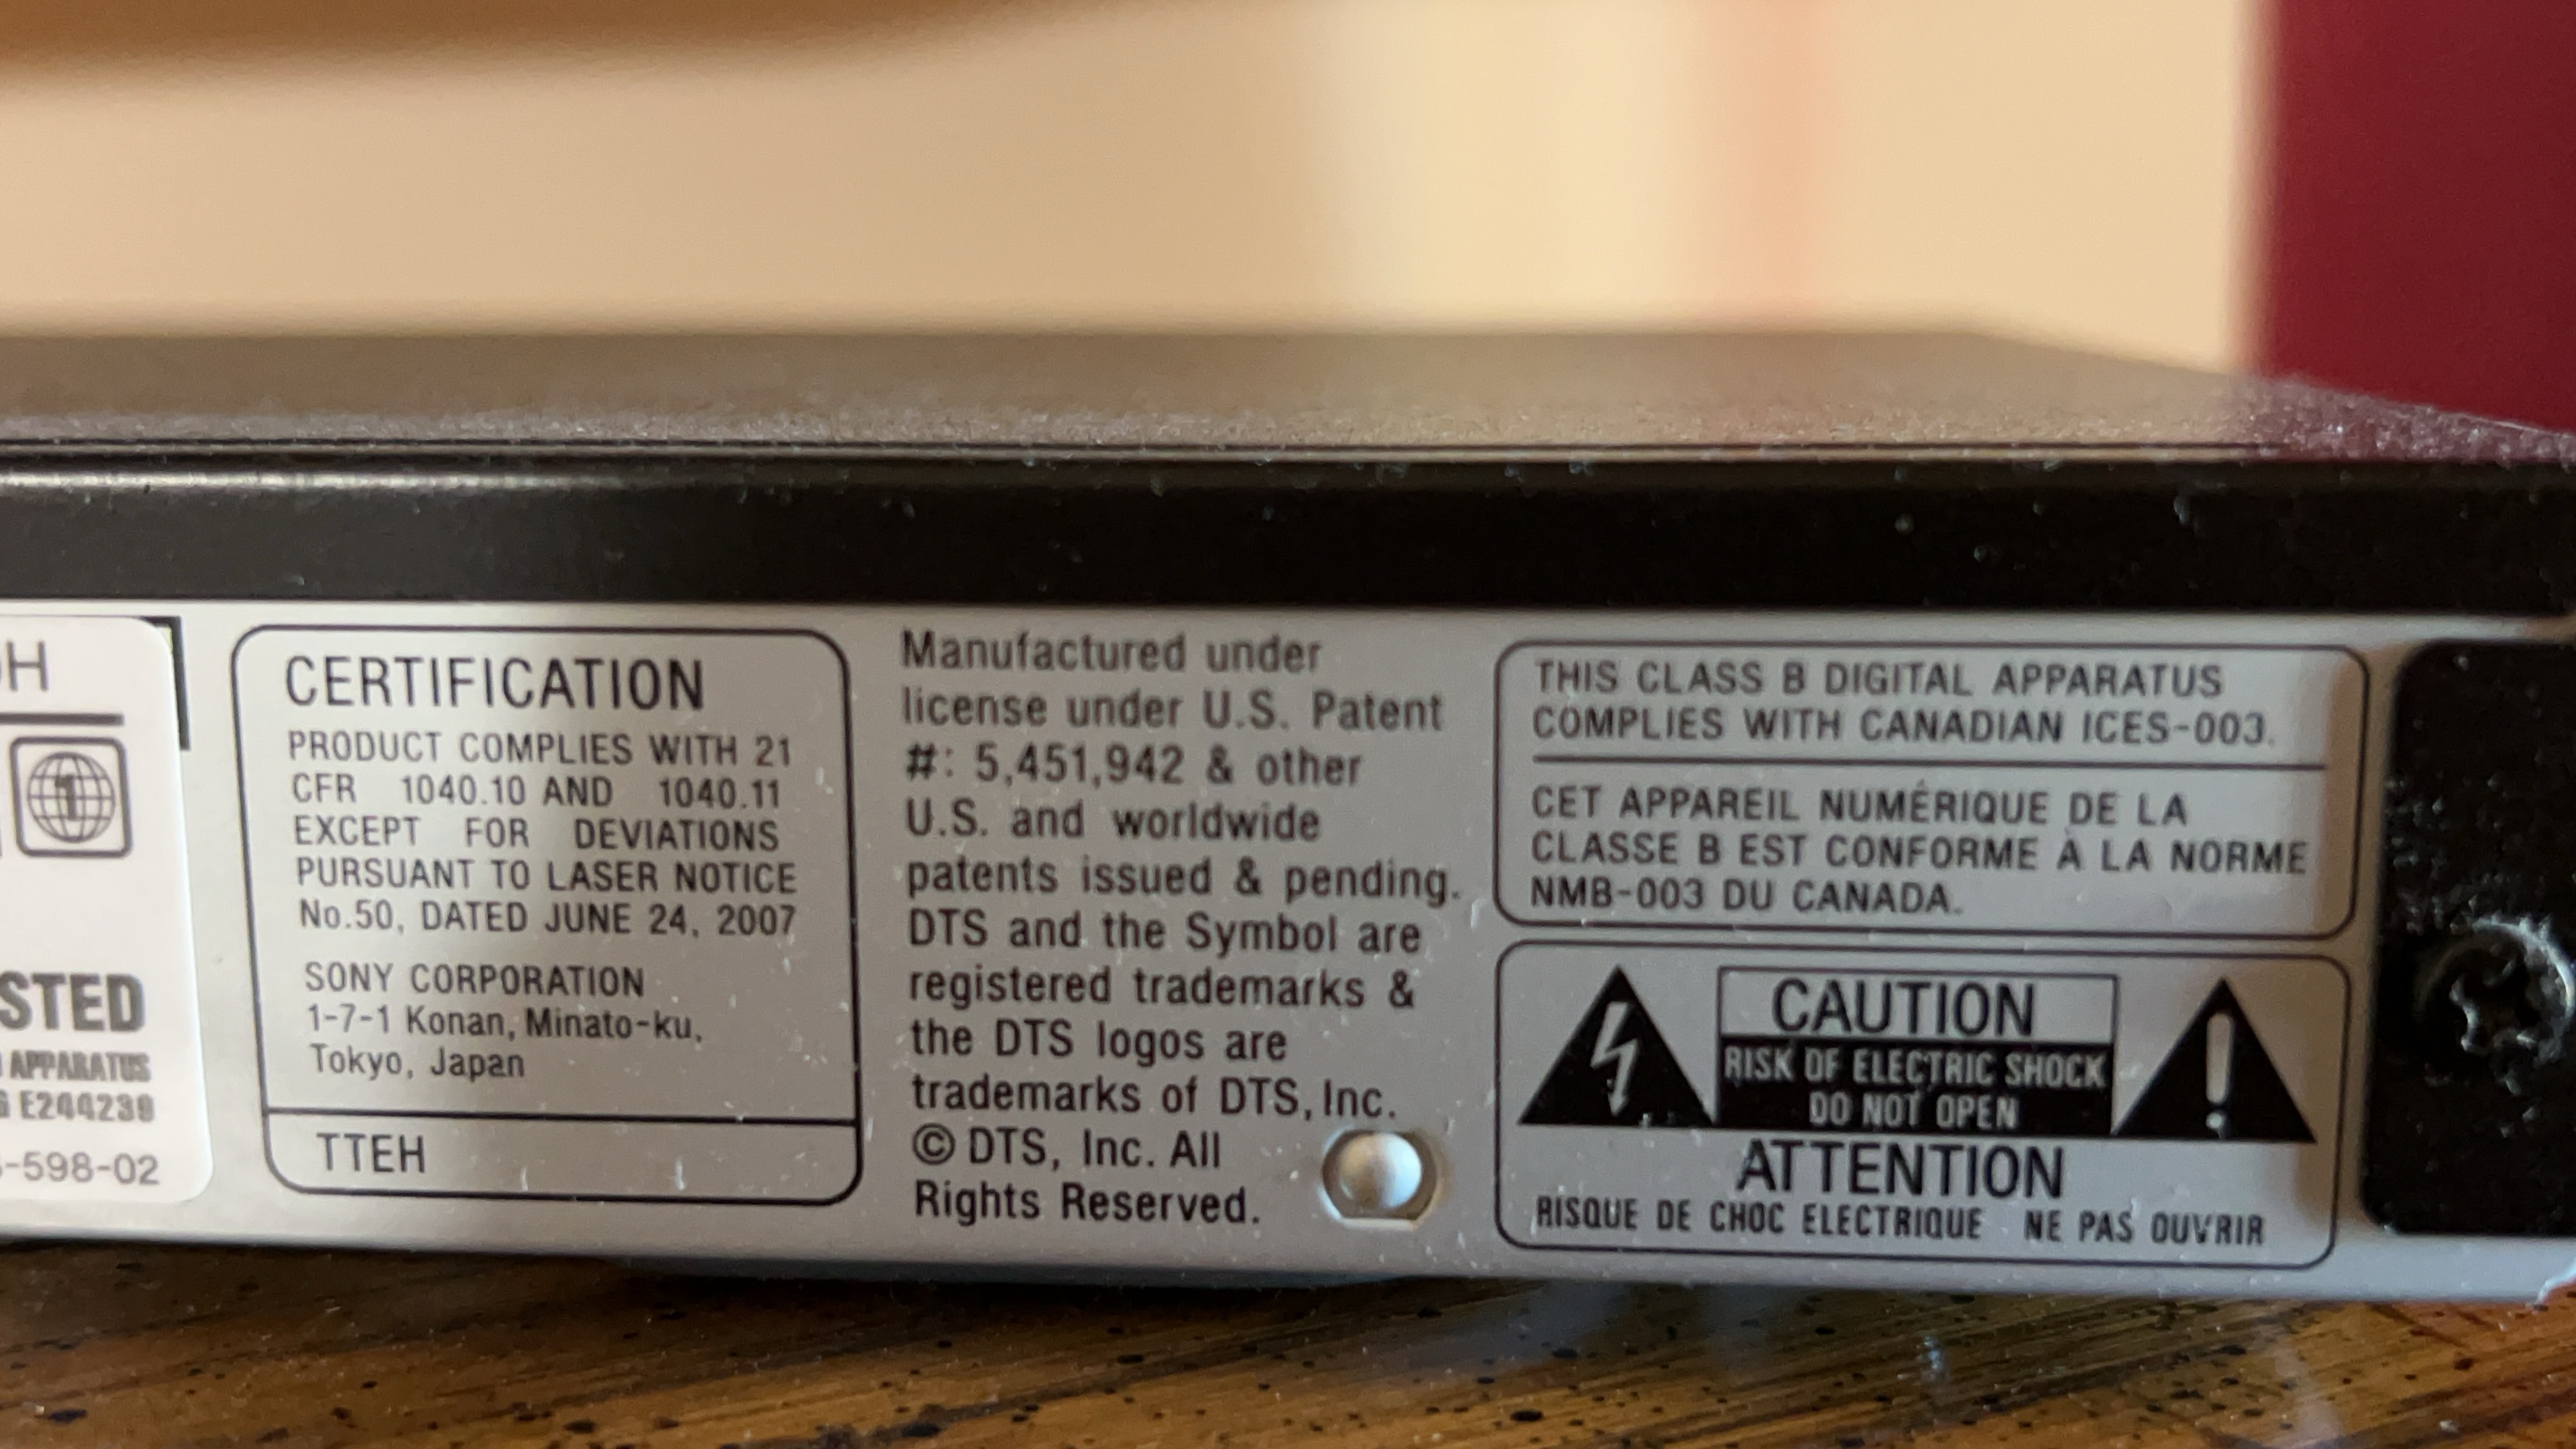 1
STED
APPARATUS
E244239
-598-02
CERTIFICATION
PRODUCT COMPLIES WITH 21
CFR 1040.10 AND 1040.11
EXCEPT FOR DEVIATIONS
PURSUANT TO LASER NOTICE
No.50, DATED JUNE 24, 2007
SONY CORPORATION
1-7-1 Konan, Minato-ku,
Tokyo, Japan
TTEH
Manufactured under
license under U.S. Patent
#: 5,451,942 & other
U.S. and worldwide
patents issued & pending.
DTS and the Symbol are
registered trademarks &
the DTS logos are
trademarks of DTS, Inc.
© DTS, Inc. All
Rights Reserved.
THIS CLASS B DIGITAL APPARATUS
COMPLIES WITH CANADIAN ICES-003.
CET APPAREIL NUMÉRIQUE DE LA
CLASSE B EST CONFORME À LA NORME
NMB-003 DU CANADA.
CAUTION
RISK OF ELECTRIC SHOCK
DO NOT OPEN
ATTENTION
RISQUE DE CHOC ELECTRIQUE NE PAS OUVRIR